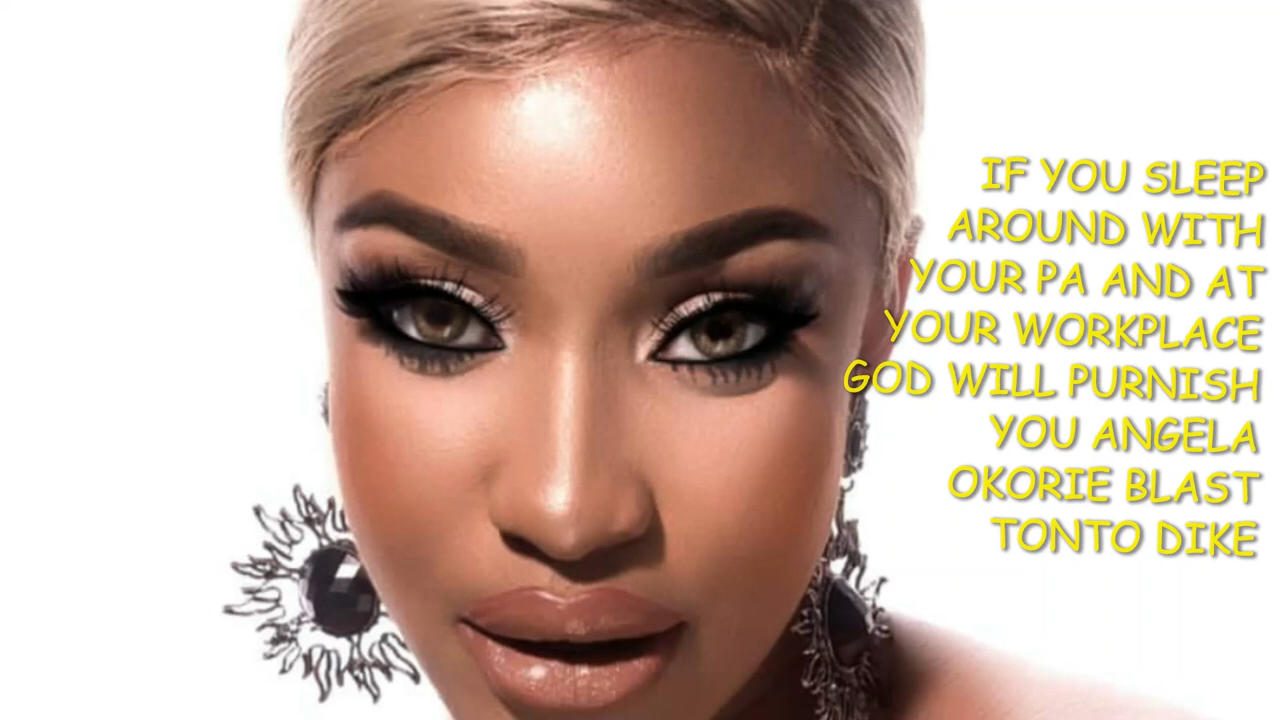 IF YOU SLEEP
AROUND WITH
YOUR PA AND AT
YOUR WORKPLACE
GOD WILL PURNISH
YOU ANGELA
OKORIE BLAST
TONTO DIKE